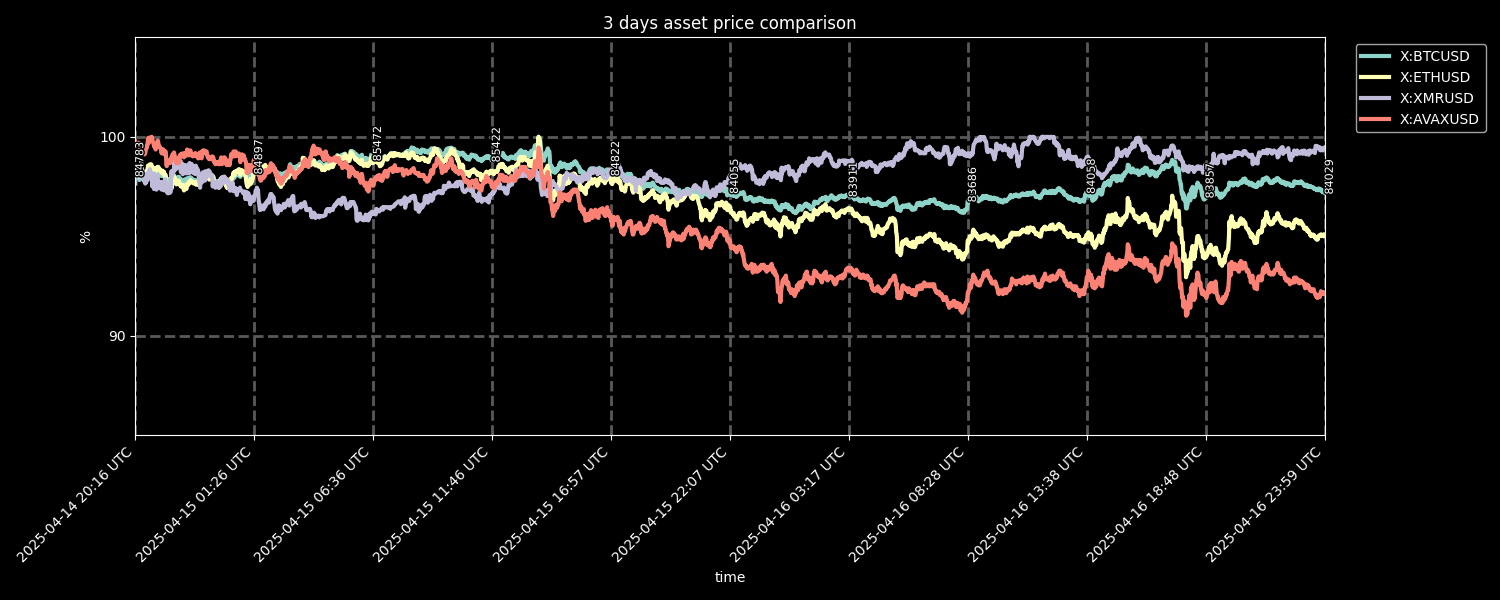 3 days asset price comparison
X:BTCUSD
X:ETHUSD
X:XMRUSD
X:AVAXUSD
%
100
90
84897
85472
85422
84822
84055
83686
84058
84029
2025-04-14 20:16 UTC
2025-04-15 01:26 UTC
2025-04-15 06:36 UTC
2025-04-15 11:46 UTC
2025-04-15 16:57 UTC
2025-04-15 22:07 UTC
2025-04-16 03:17 UTC
2025-04-16 08:28 UTC
2025-04-16 13:38 UTC
2025-04-16 18:48 UTC
2025-04-16 23:59 UTC
time